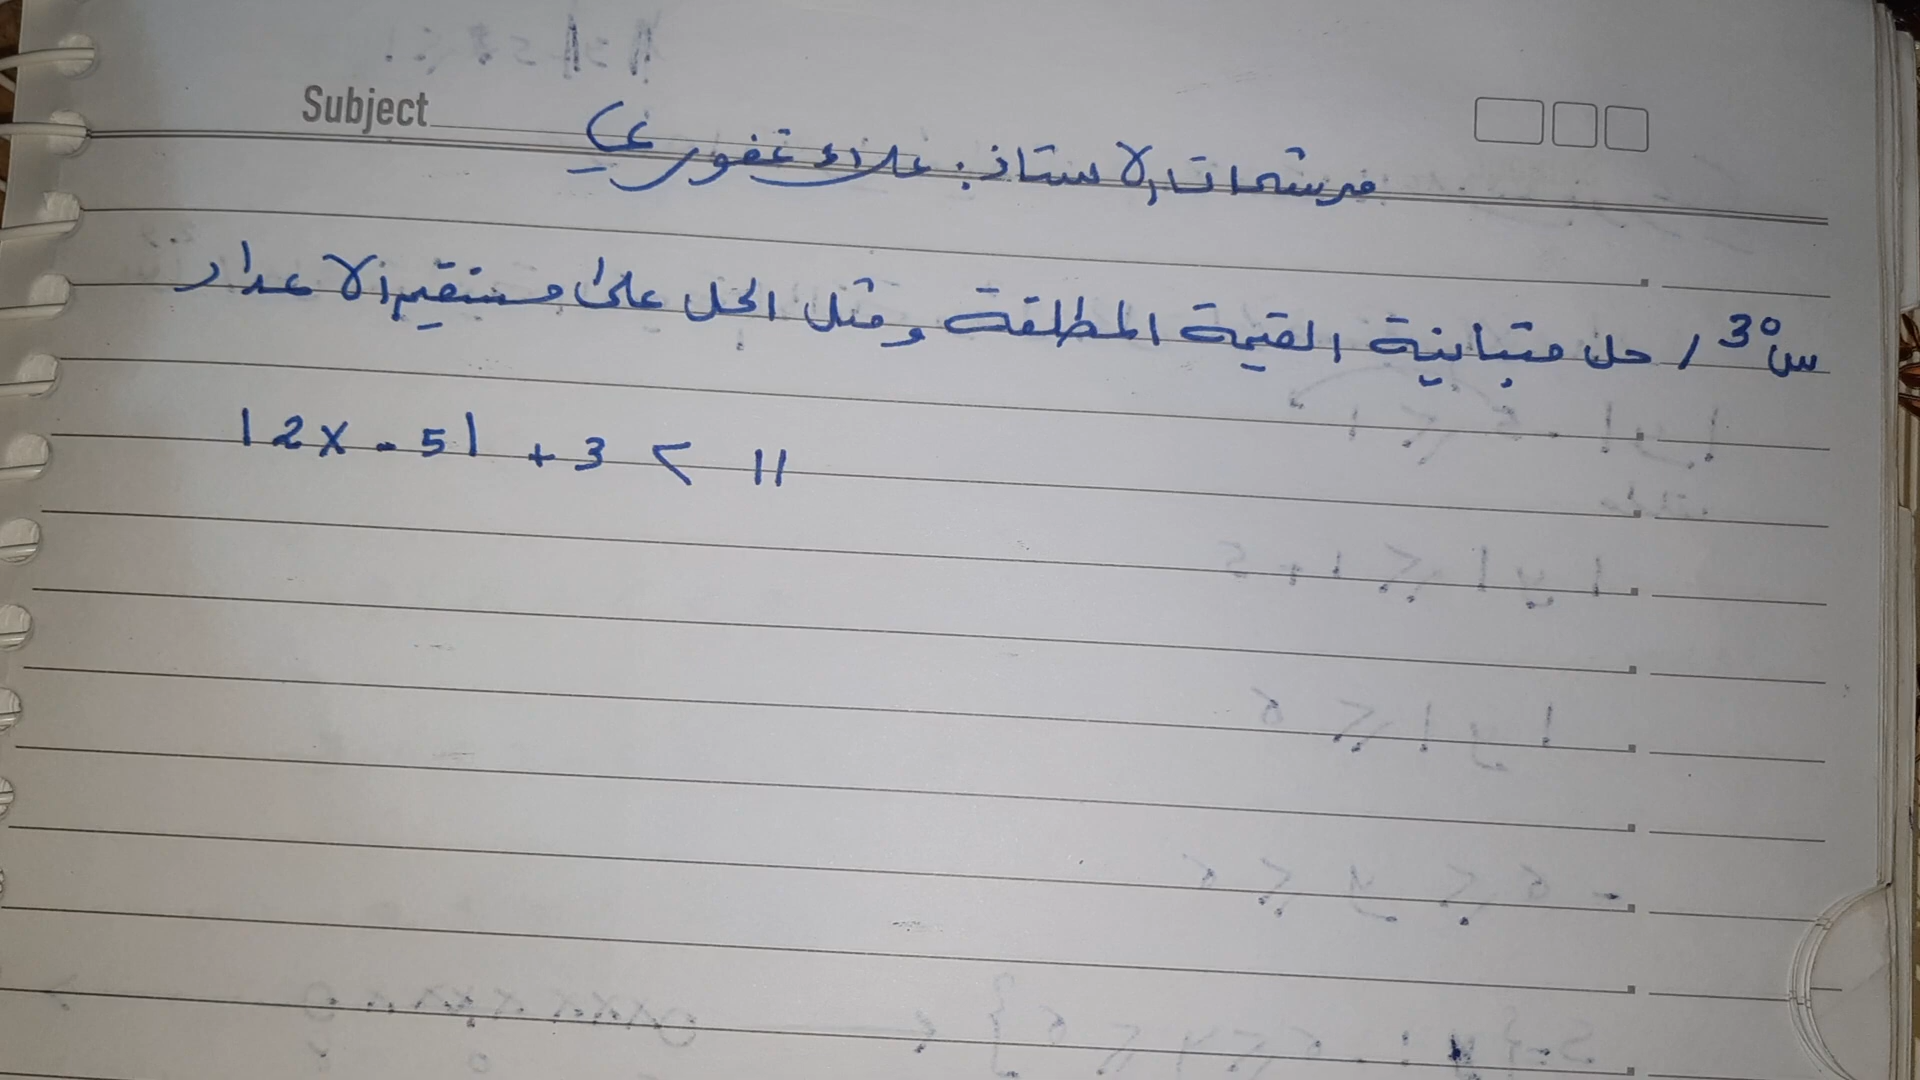 Subject
مرشحات الاستاذ: علاء غفوري
س3/ حل متباينة القيمة المطلقة ومثل الحل على مستقيم الاعداد
|2x - 5| + 3 < 11